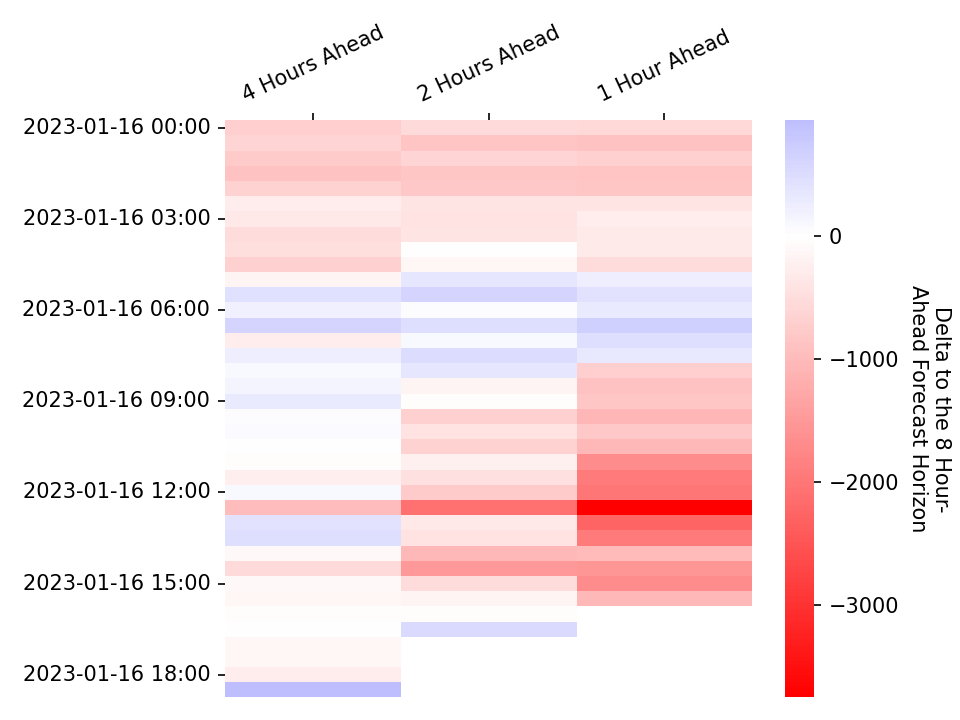 4 Hours Ahead
2 Hours Ahead
1 Hour Ahead
2023-01-16 00:00
2023-01-16 03:00
2023-01-16 06:00
2023-01-16 09:00
2023-01-16 12:00
2023-01-16 15:00
2023-01-16 18:00
0
−1000
−2000
−3000
Delta to the 8 Hour-
Ahead Forecast Horizon